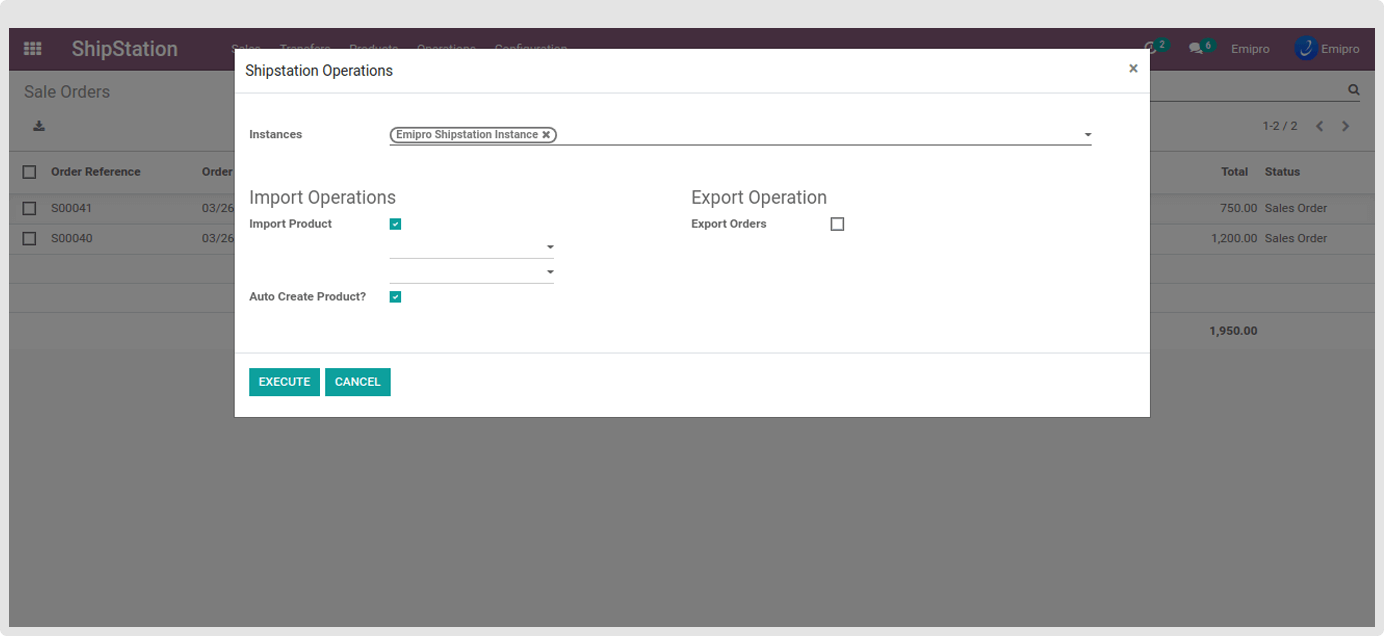 ShipStation Sales Transfers Products Operations Configuration 2 6 Emipro Emipro
Shipstation Operations ×
Sale Orders
1-2 / 2
Instances Emipro Shipstation Instance ×
Order Reference Order Total Status
Import Operations Export Operation
S00041 03/26 750.00 Sales Order
Import Product Export Orders
S00040 03/26 1,200.00 Sales Order
Auto Create Product?
1,950.00
EXECUTE CANCEL